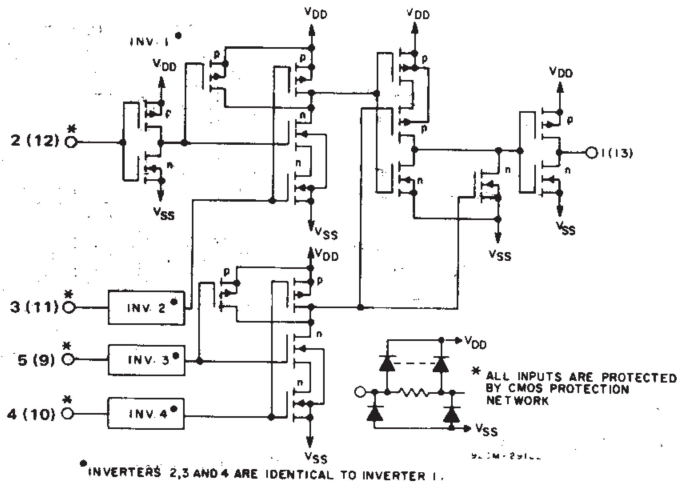 INV. 1
VDD
p
VDD
p
VDD
p
p
VDD
p
2 (12) *
n
n
n
n
n
n
1 (13)
VSS
VSS
VSS
VSS
VDD
p
p
3 (11) *
INV. 2
5 (9) *
INV. 3
n
4 (10) *
INV. 4
n
VSS
VDD
VSS
* ALL INPUTS ARE PROTECTED
BY CMOS PROTECTION
NETWORK
INVERTERS 2,3 AND 4 ARE IDENTICAL TO INVERTER 1.